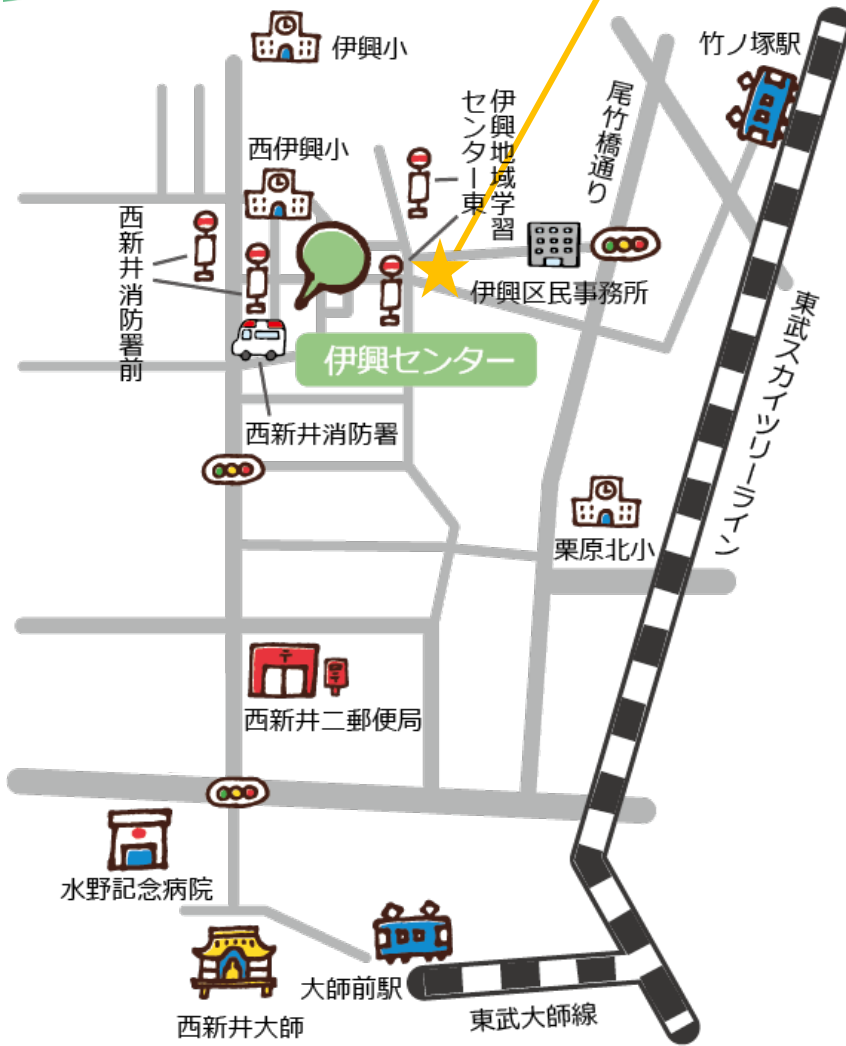 伊興小
竹ノ塚駅
尾竹橋通り
伊興地域学習
センター東
西伊興小
西新井消防署前
伊興区民事務所
東武スカイツリーライン
伊興センター
西新井消防署
栗原北小
〒
西新井二郵便局
水野記念病院
大師前駅
西新井大師
東武大師線